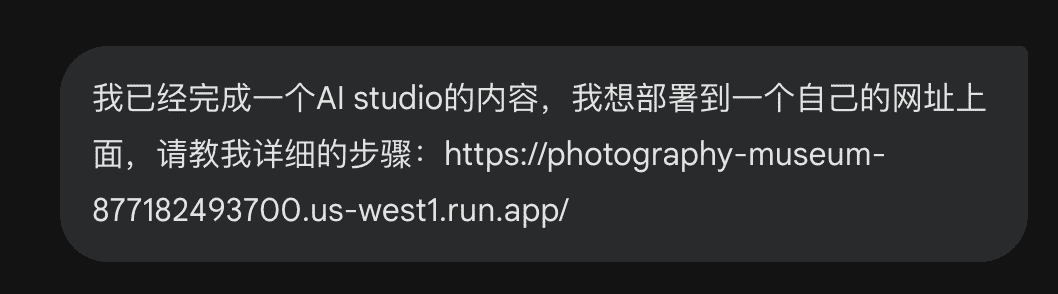 我已经完成一个AI studio的内容，我想部署到一个自己的网址上
面，请教我详细的步骤：https://photography-museum-
877182493700.us-west1.run.app/